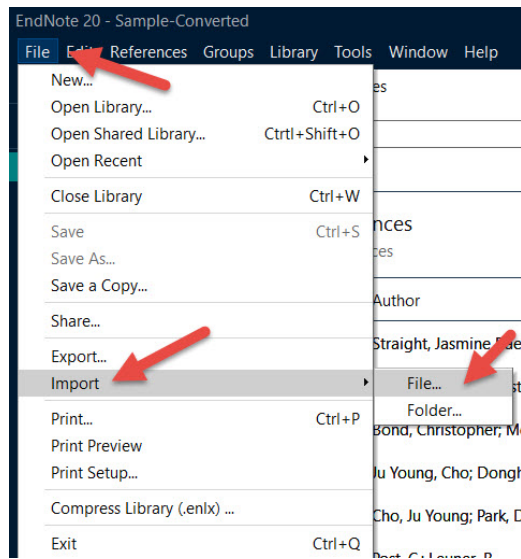 EndNote 20 - Sample-Converted
File Edit References Groups Library Tools Window Help
New...
Open Library... Ctrl+O
Open Shared Library... Ctrtl+Shift+O
Open Recent
Close Library Ctrl+W
Save Ctrl+S
Save As...
Save a Copy...
Share...
Export...
Import
Print... Ctrl+P
Print Preview
Print Setup...
Compress Library (.enlx) ...
Exit Ctrl+Q
File...
Folder...
Author
Straight, Jasmine
Bond, Christopher;
Ju Young, Cho;
Cho, Ju Young; Park,